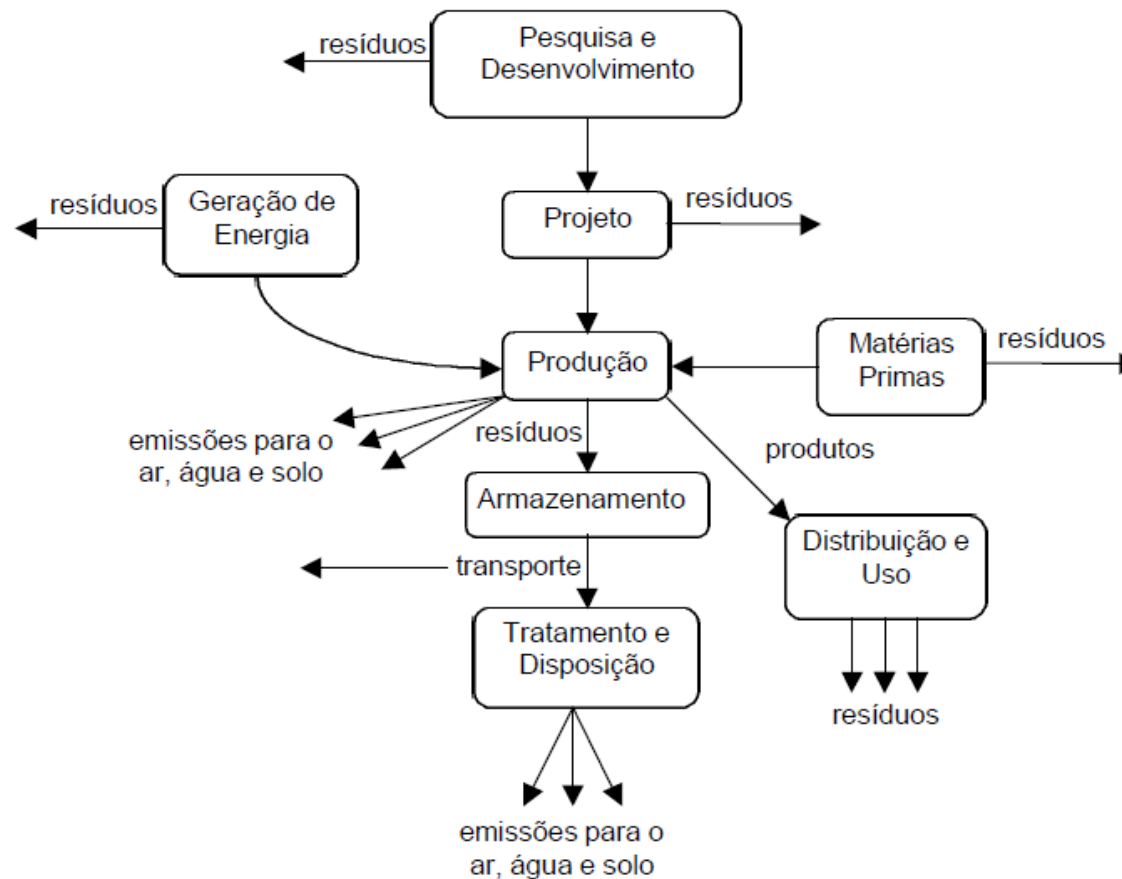 resíduos
Pesquisa e
Desenvolvimento
resíduos
Geração de
Energia
Projeto
resíduos
Produção
Matérias
Primas
resíduos
emissões para o
ar, água e solo
resíduos
produtos
Armazenamento
Distribuição e
Uso
transporte
Tratamento e
Disposição
resíduos
emissões para o
ar, água e solo